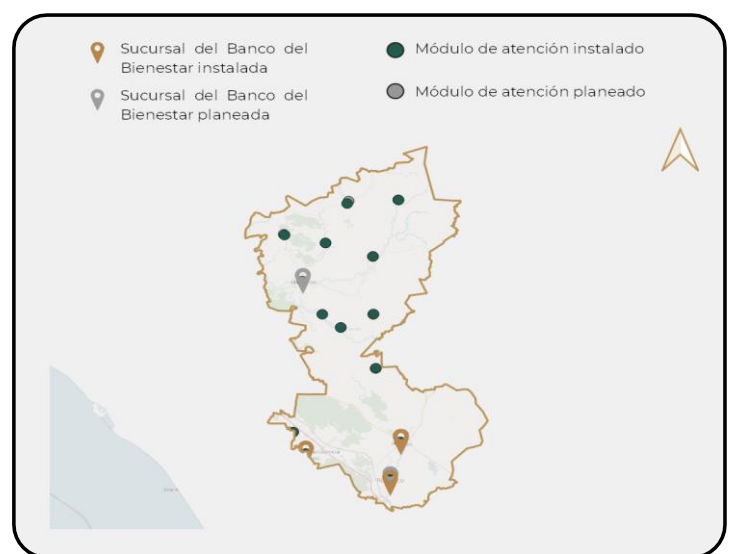 Sucursal del Banco del
Bienestar instalada
Sucursal del Banco del
Bienestar planeada
Módulo de atención instalado
Módulo de atención planeado